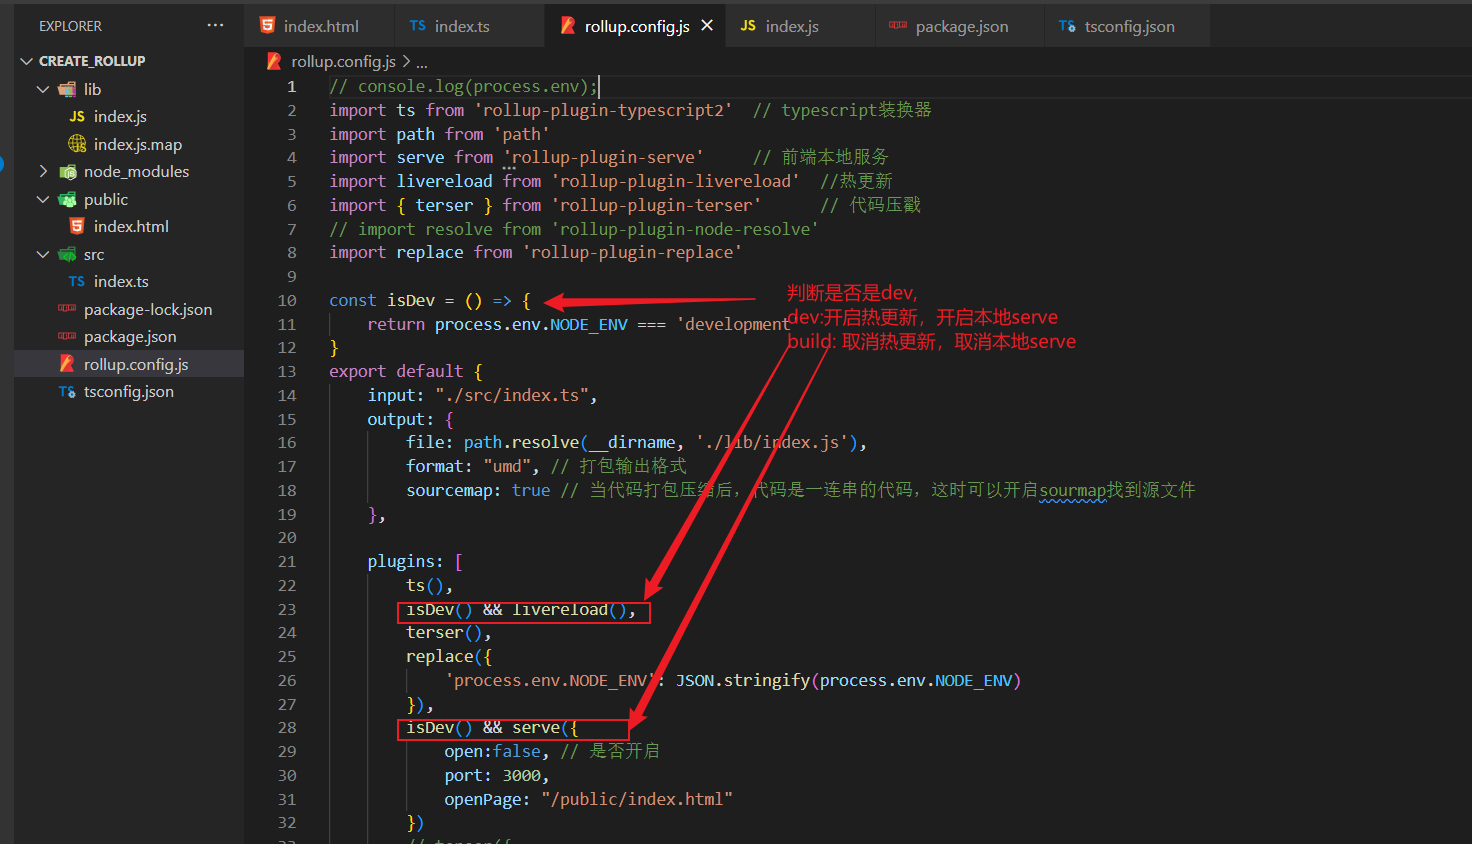 EXPLORER ...
index.html TS index.ts rollup.config.js × JS index.js package.json TS tsconfig.json
CREATE_ROLLUP
lib
JS index.js
index.js.map
node_modules
public
index.html
src
TS index.ts
package-lock.json
package.json
rollup.config.js
TS tsconfig.json
rollup.config.js > ...
1 // console.log(process.env);
2 import ts from 'rollup-plugin-typescript2' // typescript装换器
3 import path from 'path'
4 import serve from 'rollup-plugin-serve' // 前端本地服务
5 import livereload from 'rollup-plugin-livereload' //热更新
6 import { terser } from 'rollup-plugin-terser' // 代码压戳
7 // import resolve from 'rollup-plugin-node-resolve'
8 import replace from 'rollup-plugin-replace'
9
10 const isDev = () => {
11 return process.env.NODE_ENV === 'development'
12 }
13 export default {
14 input: "./src/index.ts",
15 output: {
16 file: path.resolve(__dirname, './lib/index.js'),
17 format: "umd", // 打包输出格式
18 sourcemap: true // 当代码打包压缩后，代码是一连串的代码，这时可以开启sourmap找到源文件
19 },
20
21 plugins: [
22 ts(),
23 isDev() && livereload(),
24 terser(),
25 replace({
26 'process.env.NODE_ENV': JSON.stringify(process.env.NODE_ENV)
27 }),
28 isDev() && serve({
29 open:false, // 是否开启
30 port: 3000,
31 openPage: "/public/index.html"
32 })
判断是否是dev,
dev:开启热更新，开启本地serve
build: 取消热更新，取消本地serve